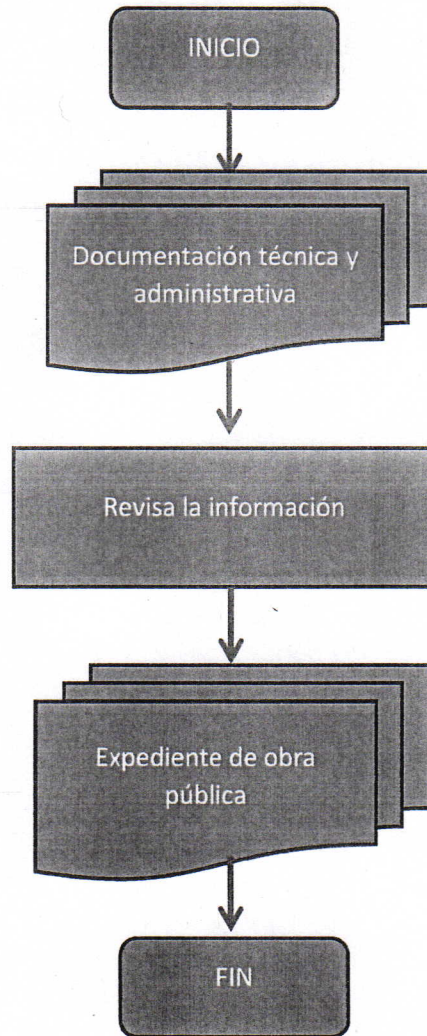 INICIO
Documentación técnica y
administrativa
Revisa la información
Expediente de obra
pública
FIN